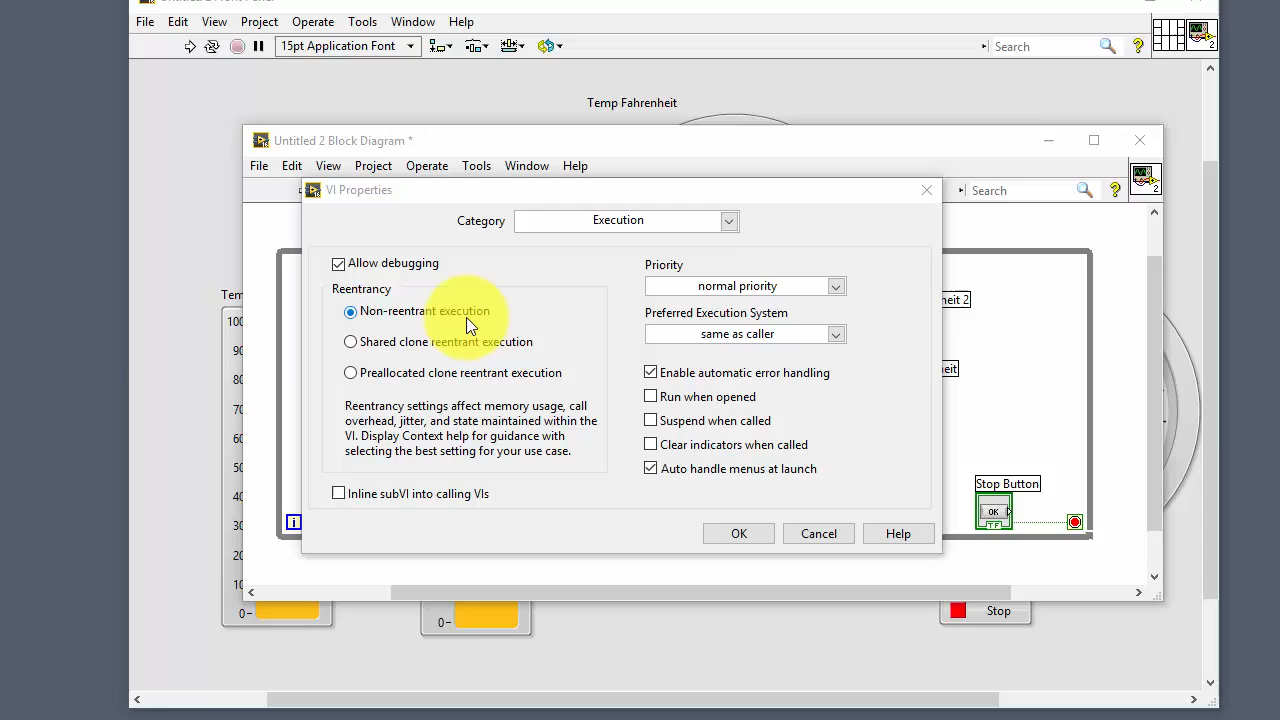 File Edit View Project Operate Tools Window Help
15pt Application Font
Search
?
2
Temp Fahrenheit
Untitled 2 Block Diagram *
File Edit View Project Operate Tools Window Help
Search
?
2
VI Properties
Category
Execution
Allow debugging
Reentrancy
Non-reentrant execution
Shared clone reentrant execution
Preallocated clone reentrant execution
Reentrancy settings affect memory usage, call
overhead, jitter, and state maintained within the
VI. Display Context help for guidance with
selecting the best setting for your use case.
Inline subVI into calling VIs
Priority
normal priority
Preferred Execution System
same as caller
Enable automatic error handling
Run when opened
Suspend when called
Clear indicators when called
Auto handle menus at launch
OK
Cancel
Help
heit 2
eit
Stop Button
OK
TF
i
Te
100
90
80
70
60
50
40
30
20
10
0
0
Stop